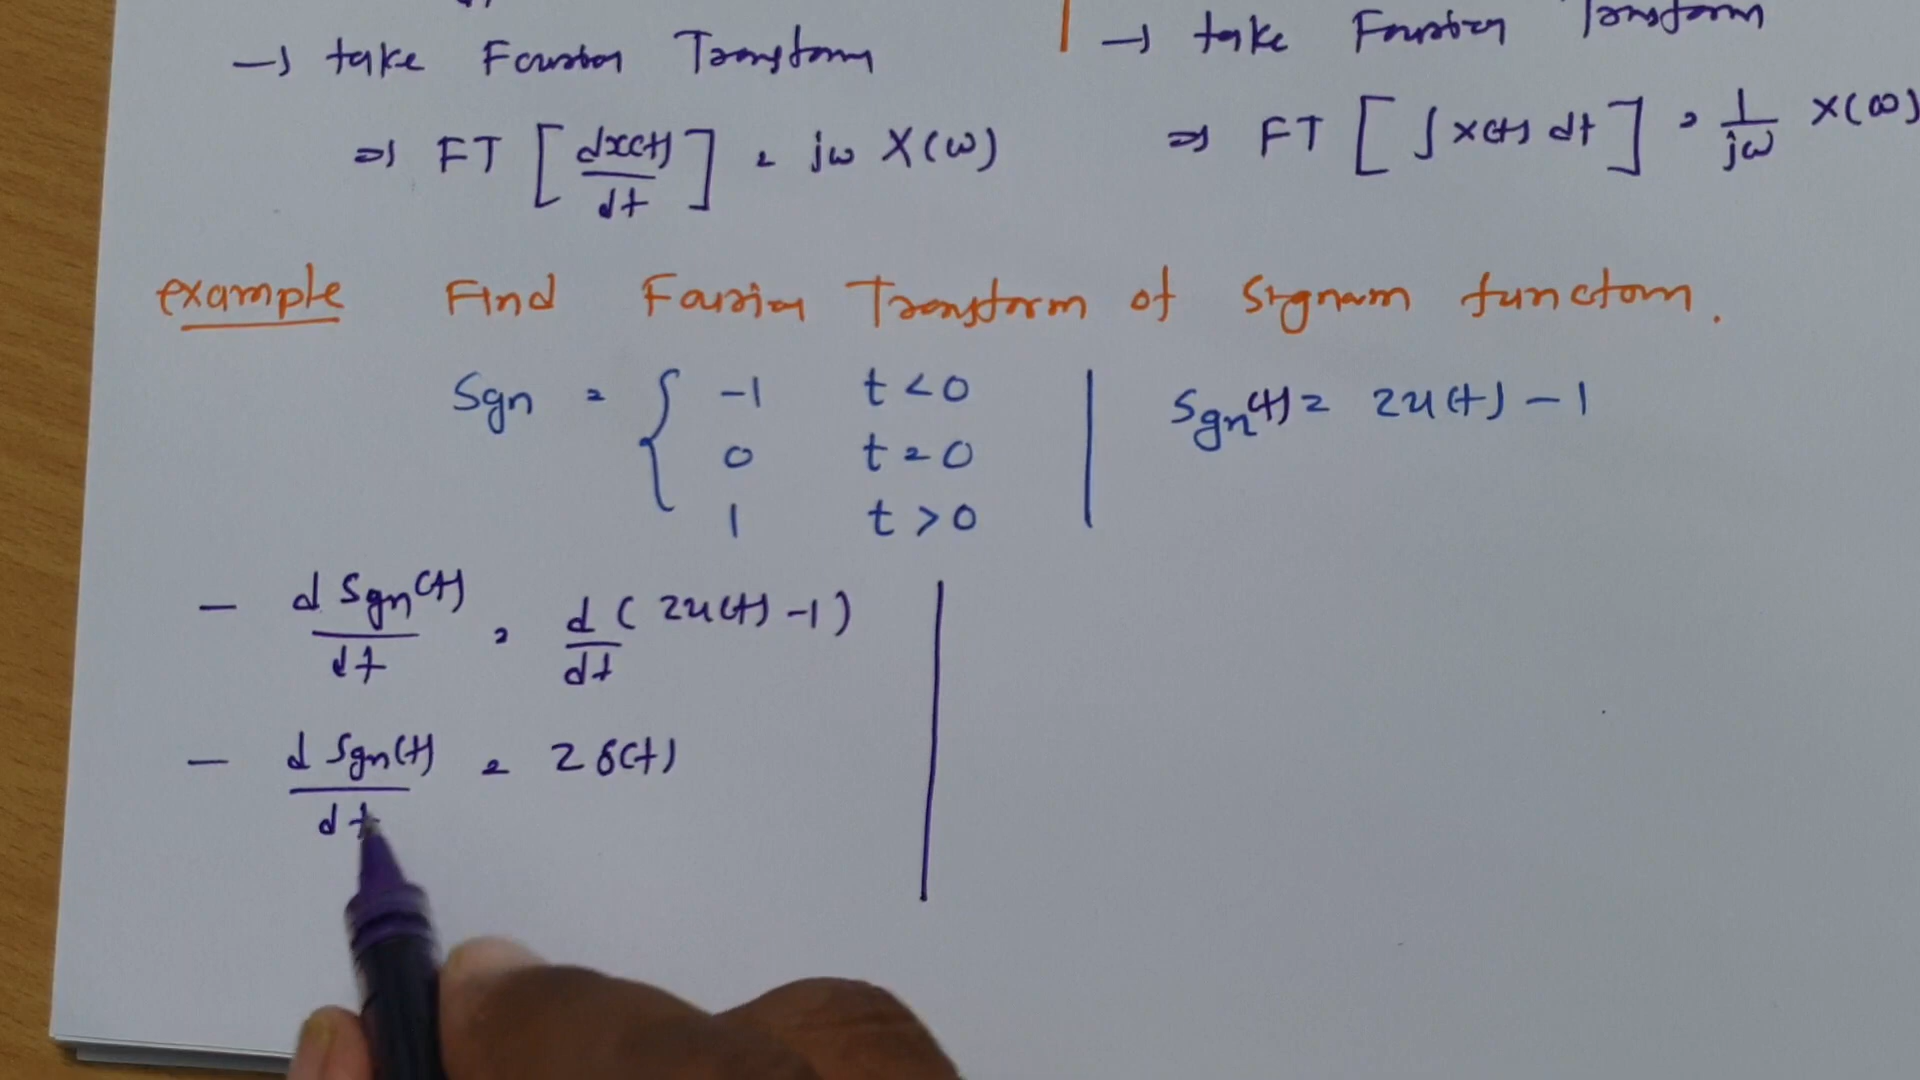 → take Fourier Transform
⇒ FT [dx(t)/dt] = jω X(ω)
→ take Fourier Transform
⇒ FT [∫x(t) dt] = 1/jω X(ω)
example Find Fourier Transform of Signum function.
Sgn = { -1 t<0
0 t=0
1 t>0
Sgn(t) = 2u(t) - 1
- d Sgn(t)/dt = d/dt (2u(t) -1)
- d Sgn(t)/dt = 2δ(t)